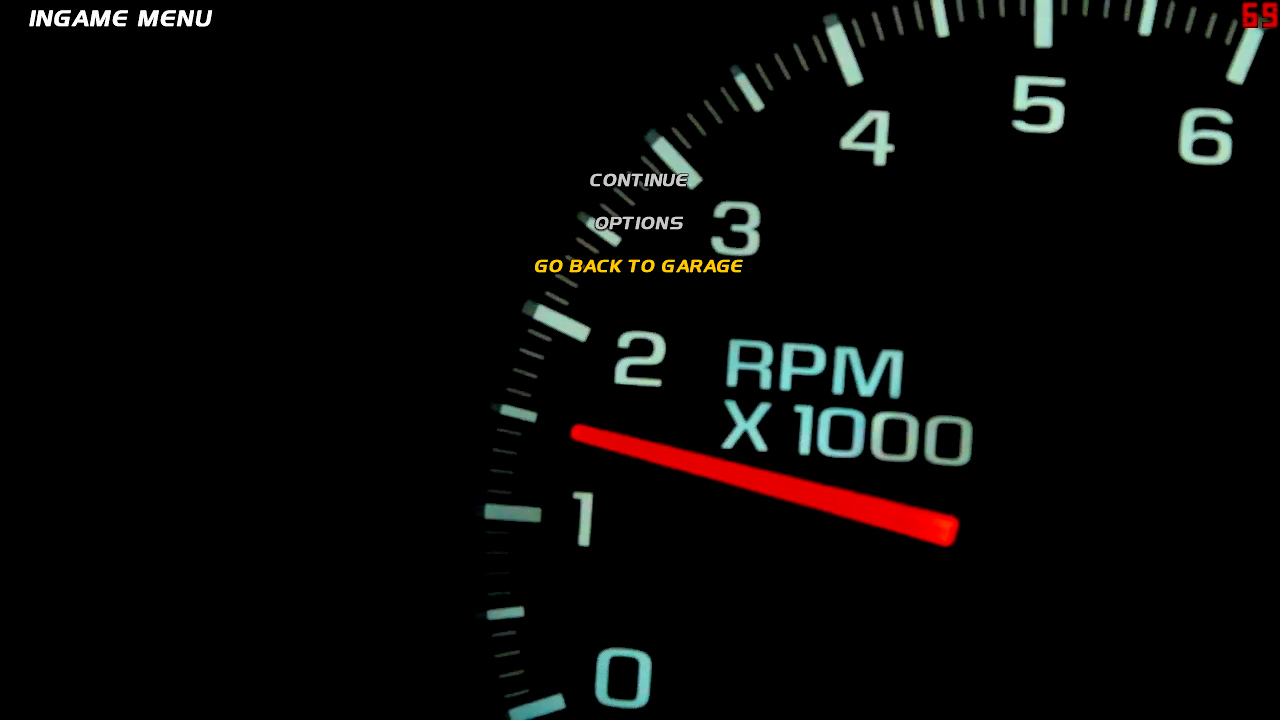 INGAME MENU
69
4
5
6
CONTINUE
OPTIONS
3
GO BACK TO GARAGE
2
RPM
X 1000
1
0